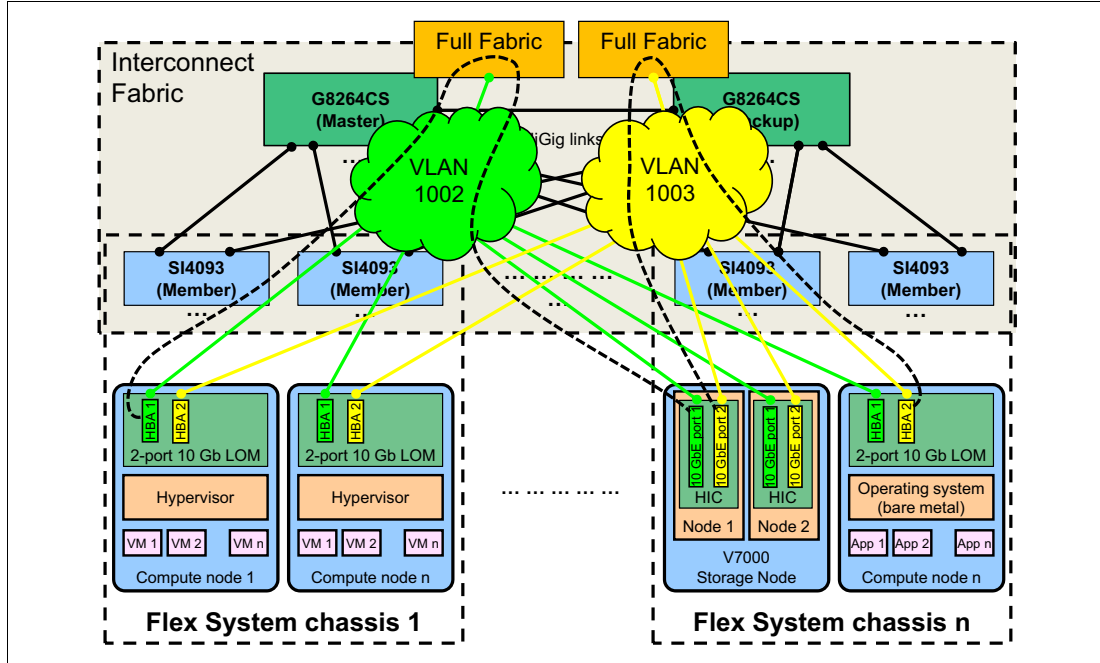 Full Fabric
Full Fabric
Interconnect
Fabric
G8264CS
(Master)
G8264CS
...
iGig links
...
VLAN
1002
VLAN
1003
SI4093
(Member)
...
SI4093
(Member)
...
... ... ... ...
...
SI4093
(Member)
...
SI4093
(Member)
...
HBA 1
HBA 2
2-port 10 Gb LOM
Hypervisor
VM 1
VM 2
VM n
Compute node 1
HBA 1
HBA 2
2-port 10 Gb LOM
Hypervisor
VM 1
VM 2
VM n
Compute node n
... ... ... ...
10 GbE port 1
10 GbE port 2
HIC
Node 1
10 GbE port 1
10 GbE port 2
HIC
Node 2
V7000
Storage Node
HBA 1
HBA 2
2-port 10 Gb LOM
Operating system
(bare metal)
App 1
App 2
App n
Compute node n
Flex System chassis 1
Flex System chassis n